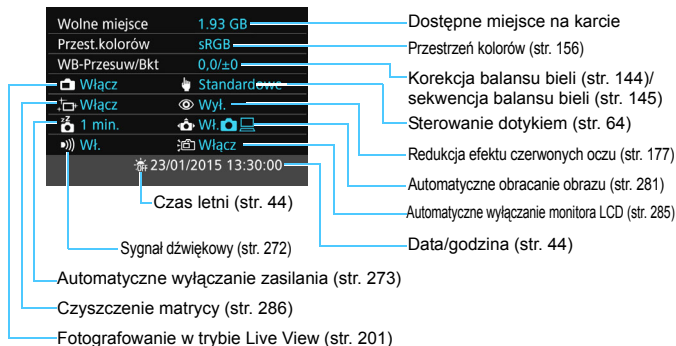 Wolne miejsce 1.93 GB
Przest.kolorów sRGB
WB-Przesuw/Bkt 0,0/±0
Włącz Standardowe
Włącz Wył.
1 min. Wł.
Wł. Włącz
OFF 23/01/2015 13:30:00
Dostępne miejsce na karcie
Przestrzeń kolorów (str. 156)
Korekcja balansu bieli (str. 144)/
sekwencja balansu bieli (str. 145)
Sterowanie dotykiem (str. 64)
Redukcja efektu czerwonych oczu (str. 177)
Automatyczne obracanie obrazu (str. 281)
Automatyczne wyłączanie monitora LCD (str. 285)
Data/godzina (str. 44)
Czas letni (str. 44)
Sygnał dźwiękowy (str. 272)
Automatyczne wyłączanie zasilania (str. 273)
Czyszczenie matrycy (str. 286)
Fotografowanie w trybie Live View (str. 201)